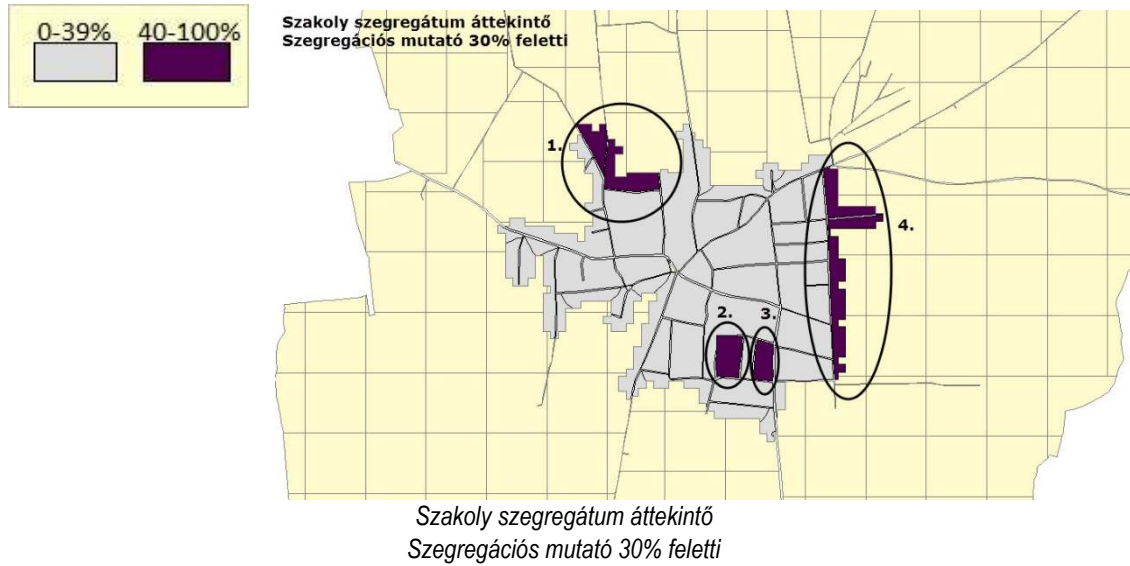 0-39% 40-100%
Szakoly szegregátum áttekintő
Szegregációs mutató 30% feletti
1.
4.
2. 3.
Szakoly szegregátum áttekintő
Szegregációs mutató 30% feletti